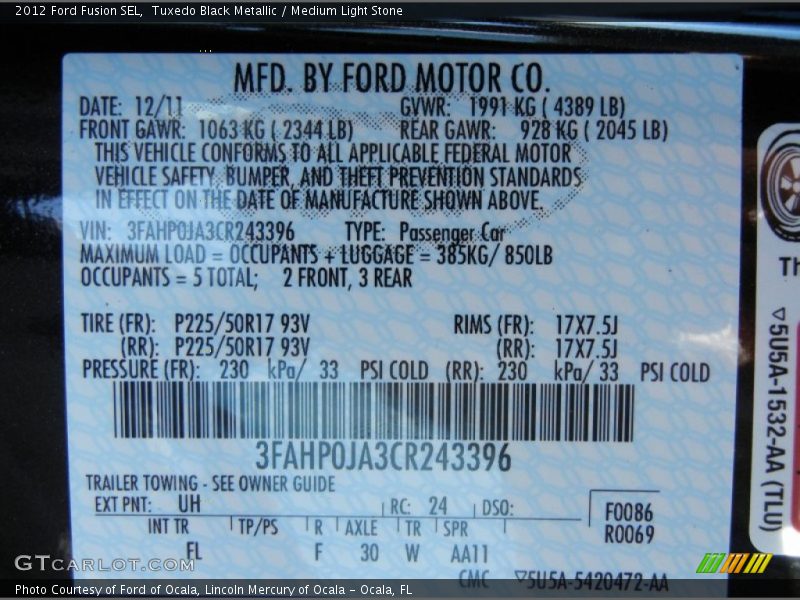 2012 Ford Fusion SEL,  Tuxedo Black Metallic / Medium Light Stone
MFD. BY FORD MOTOR CO.
DATE: 12/11 GVWR: 1991 KG ( 4389 LB)
FRONT GAWR: 1063 KG ( 2344 LB) REAR GAWR: 928 KG ( 2045 LB)
THIS VEHICLE CONFORMS TO ALL APPLICABLE FEDERAL MOTOR
VEHICLE SAFETY, BUMPER, AND THEFT PREVENTION STANDARDS
IN EFFECT ON THE DATE OF MANUFACTURE SHOWN ABOVE.
VIN: 3FAHP0JA3CR243396 TYPE: Passenger Car
MAXIMUM LOAD = OCCUPANTS + LUGGAGE = 385KG/ 850LB
OCCUPANTS = 5 TOTAL; 2 FRONT, 3 REAR
TIRE (FR): P225/50R17 93V RIMS (FR): 17X7.5J
(RR): P225/50R17 93V (RR): 17X7.5J
PRESSURE (FR): 230 kPa/ 33 PSI COLD (RR): 230 kPa/ 33 PSI COLD
3FAHP0JA3CR243396
TRAILER TOWING - SEE OWNER GUIDE
EXT PNT: UH RC: 24 DSO: F0086
R0069
INT TR TP/PS R AXLE TR SPR
FL F 30 W AA11
CMC ▽5U5A-5420472-AA
Th
▽5U5A-1532-AA (TLU)
GTCARLOT.COM
Photo Courtesy of Ford of Ocala, Lincoln Mercury of Ocala - Ocala, FL